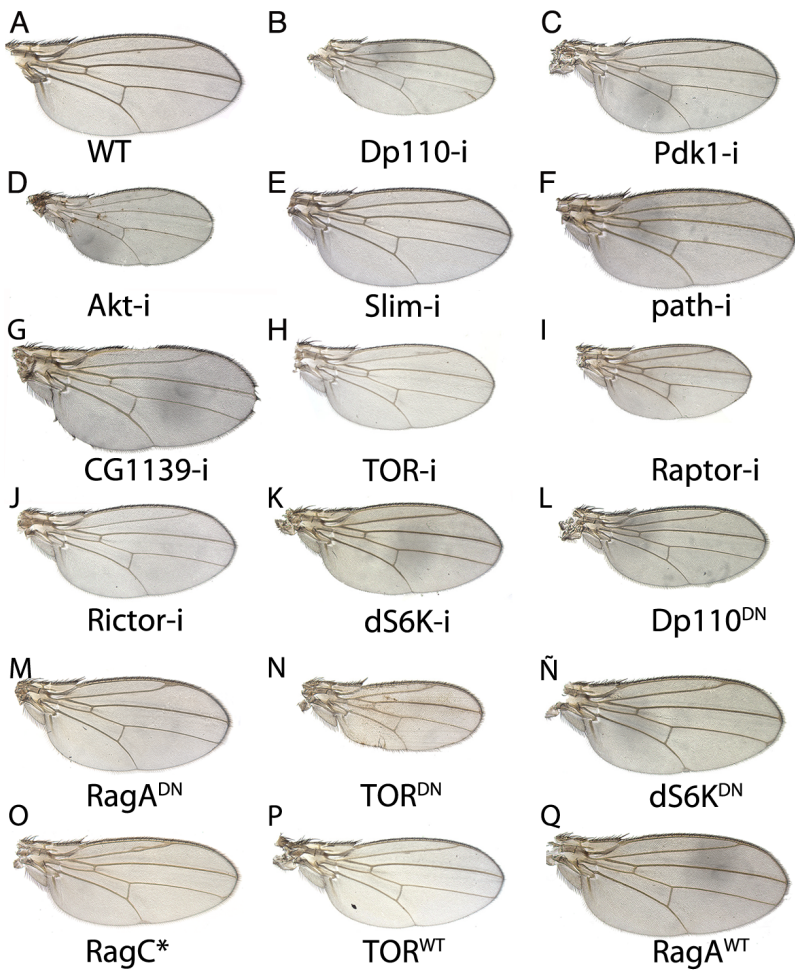 A B C
WT Dp110-i Pdk1-i
D E F
Akt-i Slim-i path-i
G H I
CG1139-i TOR-i Raptor-i
J K L
Rictor-i dS6K-i Dp110ᴰᴺ
M N Ñ
RagAᴰᴺ TORᴰᴺ dS6Kᴰᴺ
O P Q
RagC* TORᵂᵀ RagAᵂᵀ